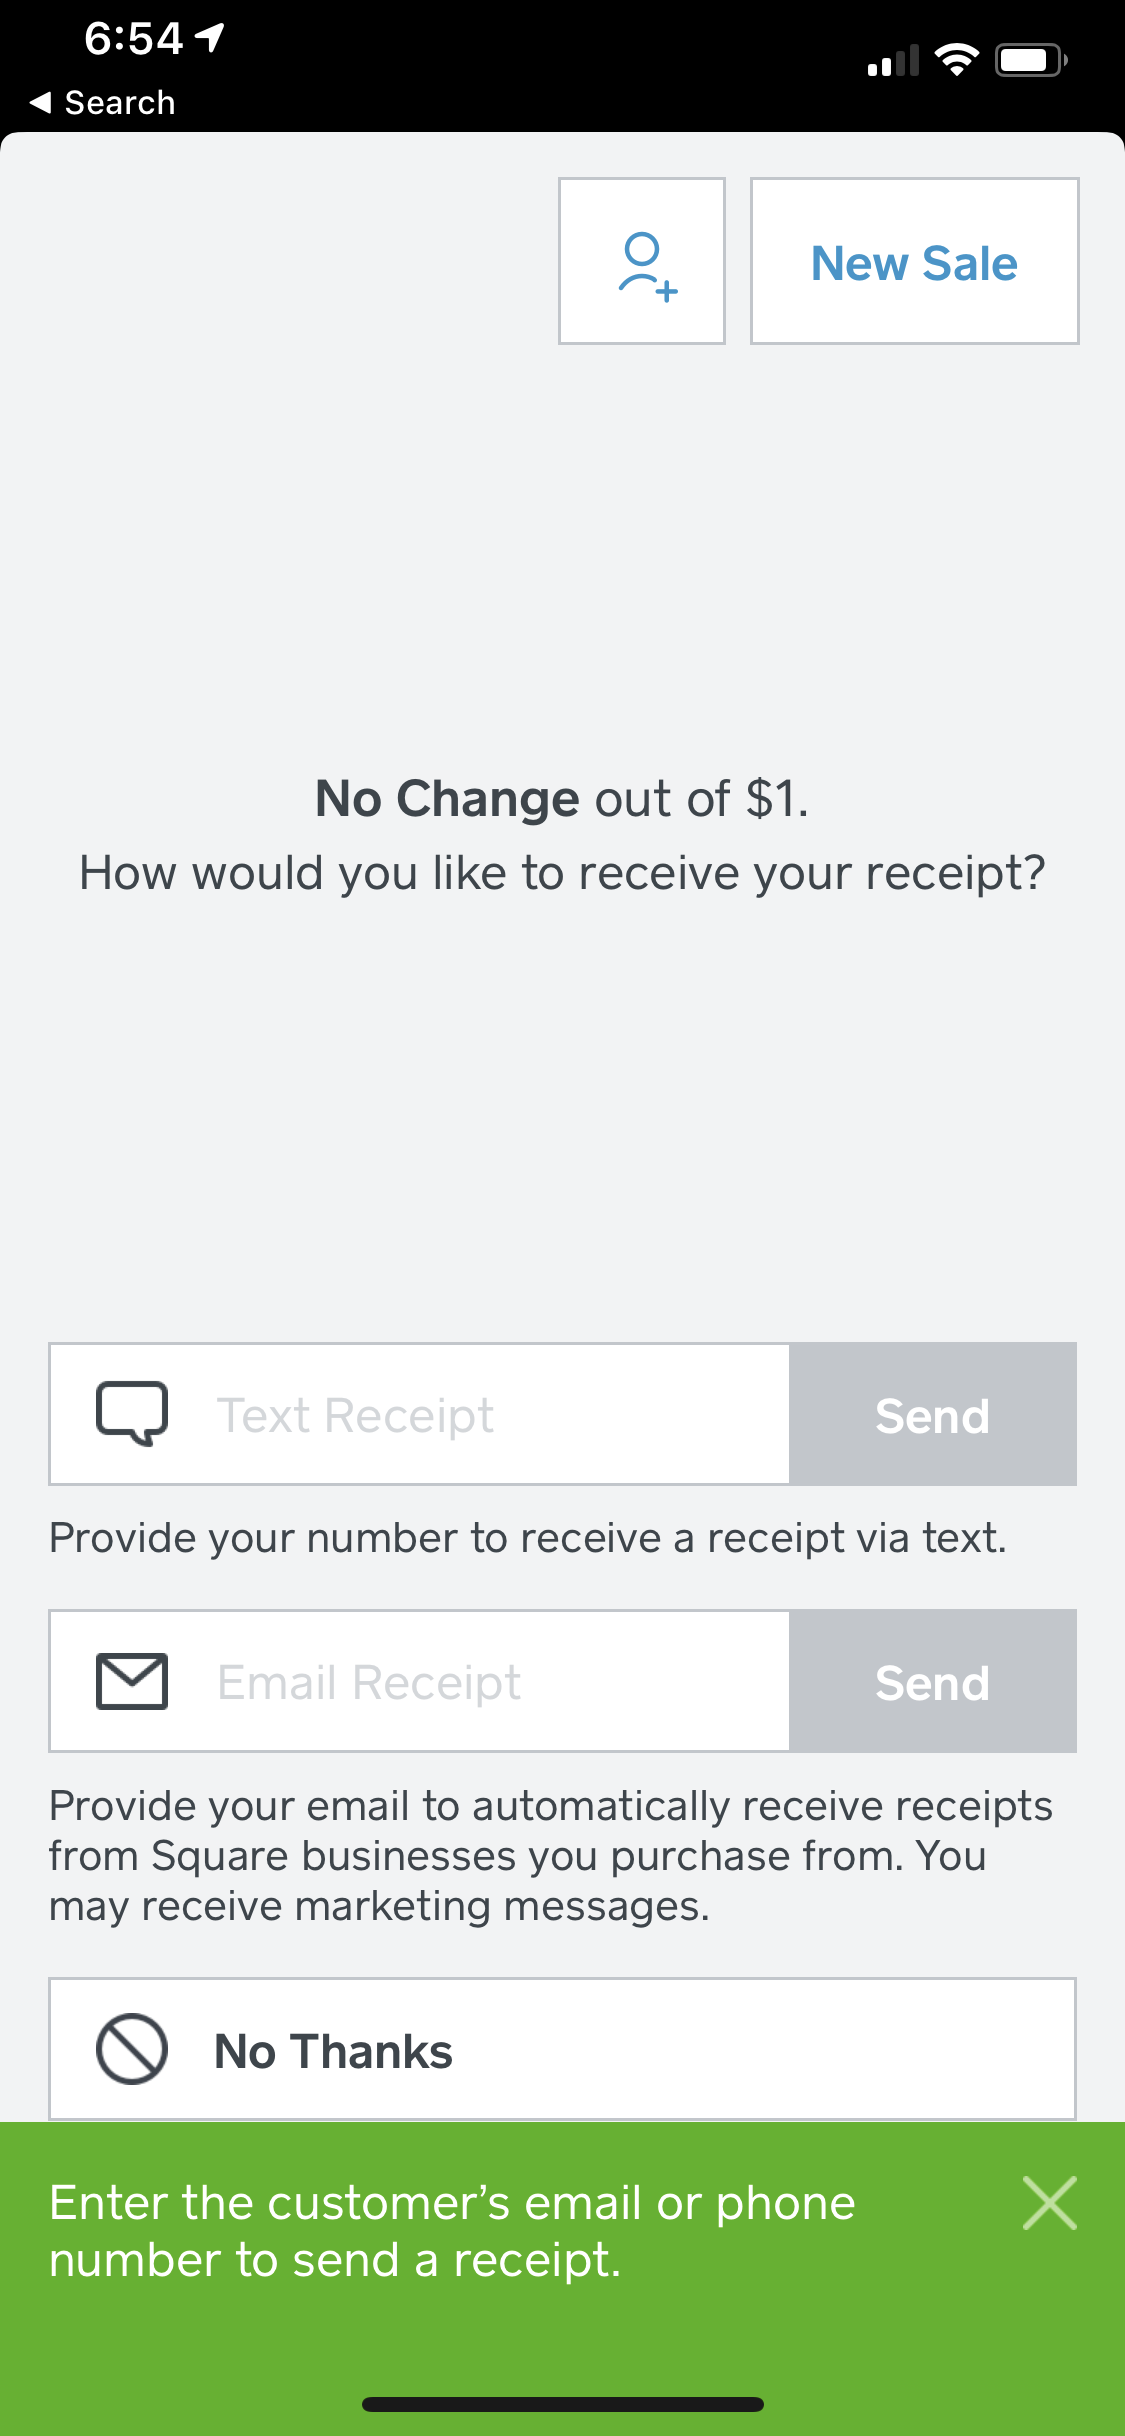 6:54
Search
New Sale
No Change out of $1.
How would you like to receive your receipt?
Text Receipt
Send
Provide your number to receive a receipt via text.
Email Receipt
Send
Provide your email to automatically receive receipts
from Square businesses you purchase from. You
may receive marketing messages.
No Thanks
Enter the customer’s email or phone
number to send a receipt.